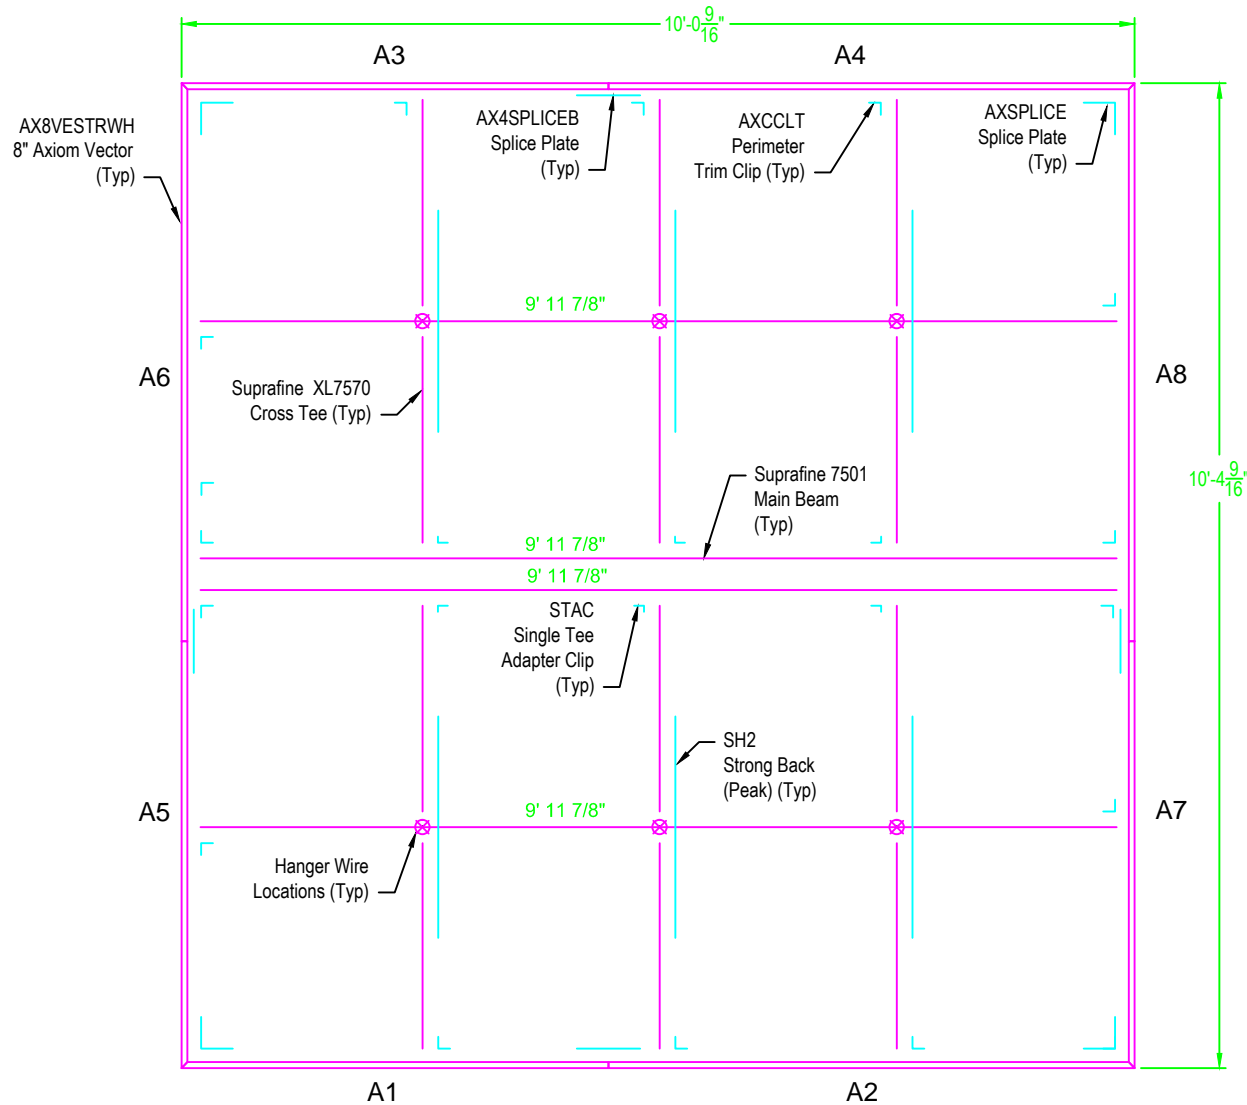 10'-0 9/16"
A3
A4
AX8VESTRWH
8" Axiom Vector
(Typ)
AX4SPLICEB
Splice Plate
(Typ)
AXCCLT
Perimeter
Trim Clip (Typ)
AXSPLICE
Splice Plate
(Typ)
9' 11 7/8"
A6
A8
Suprafine XL7570
Cross Tee (Typ)
Suprafine 7501
Main Beam
(Typ)
10'-4 9/16"
9' 11 7/8"
9' 11 7/8"
STAC
Single Tee
Adapter Clip
(Typ)
SH2
Strong Back
(Peak) (Typ)
A5
9' 11 7/8"
A7
Hanger Wire
Locations (Typ)
A1
A2